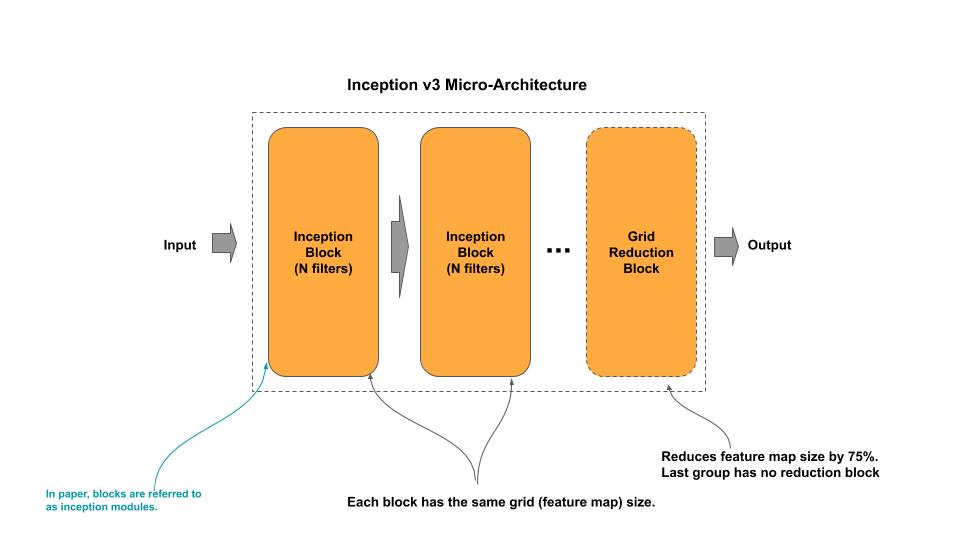 Inception v3 Micro-Architecture
Input
Inception
Block
(N filters)
Inception
Block
(N filters)
...
Grid
Reduction
Block
Output
Reduces feature map size by 75%.
Last group has no reduction block
In paper, blocks are referred to
as inception modules.
Each block has the same grid (feature map) size.